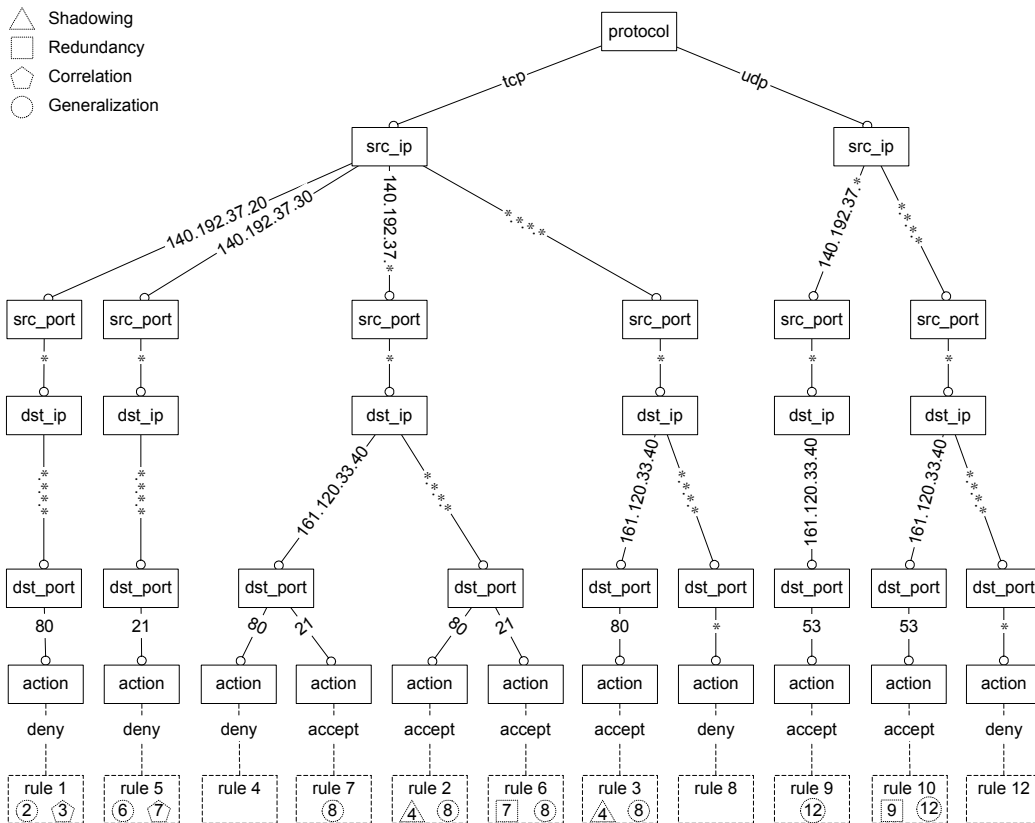 Shadowing
Redundancy
Correlation
Generalization
protocol
tcp udp
src_ip src_ip
140.192.37.20 140.192.37.30 140.192.37.* *.*.*.* 140.192.37.* *.*.*.*
src_port src_port src_port src_port src_port src_port
* * * * * *
dst_ip dst_ip dst_ip dst_ip dst_ip dst_ip
*.*.*.* *.*.*.* 161.120.33.40 *.*.*.* 161.120.33.40 *.*.*.* 161.120.33.40 161.120.33.40 *.*.*.*
dst_port dst_port dst_port dst_port dst_port dst_port dst_port dst_port dst_port
80 21 80 21 80 21 80 * 53 53 *
action action action action action action action action action action action
deny deny deny accept accept accept accept deny accept accept deny
rule 1 rule 5 rule 4 rule 7 rule 2 rule 6 rule 3 rule 8 rule 9 rule 10 rule 12
2 3 6 7 8 4 8 7 8 4 8 12 9 12